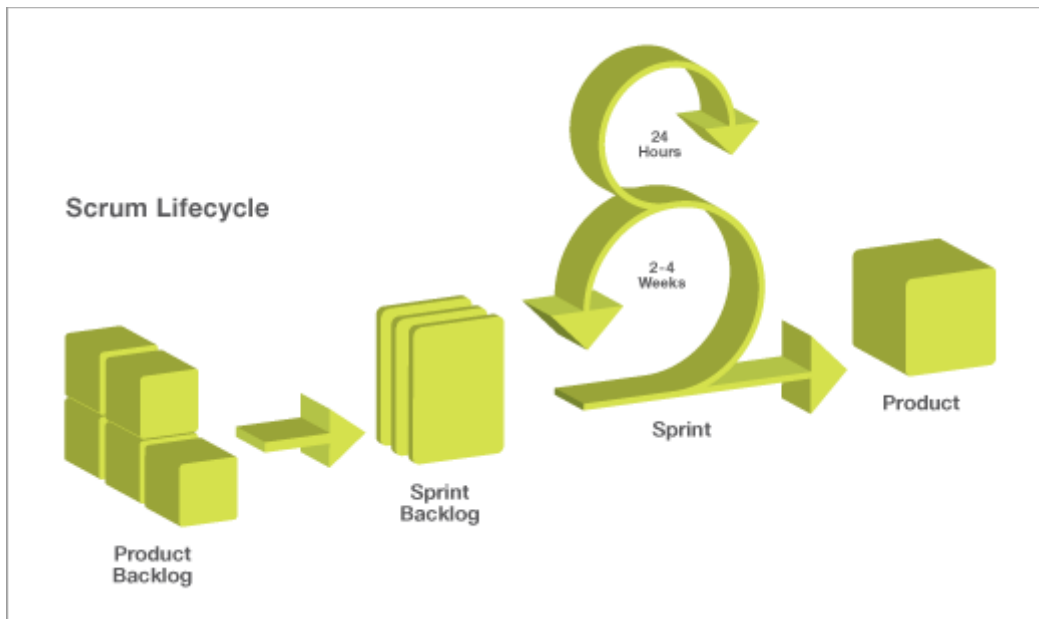 Scrum Lifecycle
24
Hours
2-4
Weeks
Product
Backlog
Sprint
Backlog
Sprint
Product